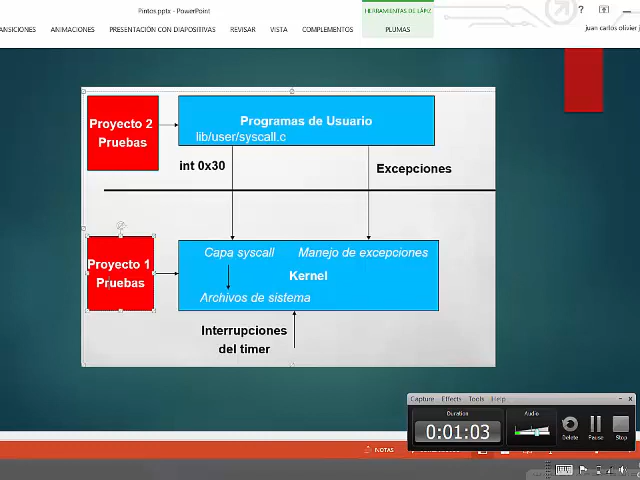 Pintos.pptx - PowerPoint
HERRAMIENTAS DE LÁPIZ
ANSICIONES ANIMACIONES PRESENTACIÓN CON DIAPOSITIVAS REVISAR VISTA COMPLEMENTOS PLUMAS
juan carlos olivier j
Proyecto 2
Pruebas
Programas de Usuario
lib/user/syscall.c
int 0x30
Excepciones
Proyecto 1
Pruebas
Capa syscall
Manejo de excepciones
Kernel
Archivos de sistema
Interrupciones
del timer
Capture Effects Tools Help
Duration
0:01:03
Audio
Delete
Pause
Stop
NOTAS